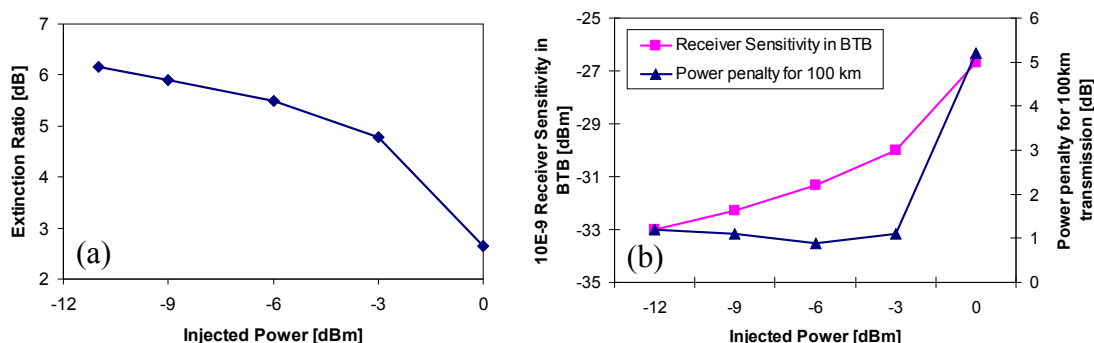 7
6
5
4
3
2
-12 -9 -6 -3 0
Extinction Ratio [dB]
Injected Power [dBm]
(a)
-25
-27
-29
-31
-33
-35
10E-9 Receiver Sensitivity in
BTB [dBm]
Receiver Sensitivity in BTB
Power penalty for 100 km
6
5
4
3
2
1
0
Power penalty for 100km
transmission [dB]
(b)
-12 -9 -6 -3 0
Injected Power [dBm]